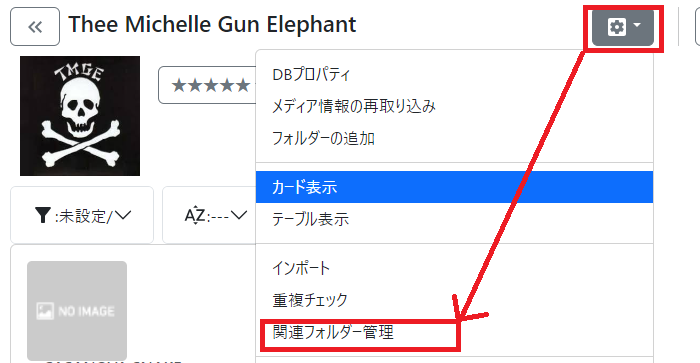 Thee Michelle Gun Elephant
TMGE
★★★★★
DBプロパティ
メディア情報の再取り込み
フォルダーの追加
:未設定/
AZ:---
カード表示
テーブル表示
インポート
重複チェック
関連フォルダー管理
NO IMAGE